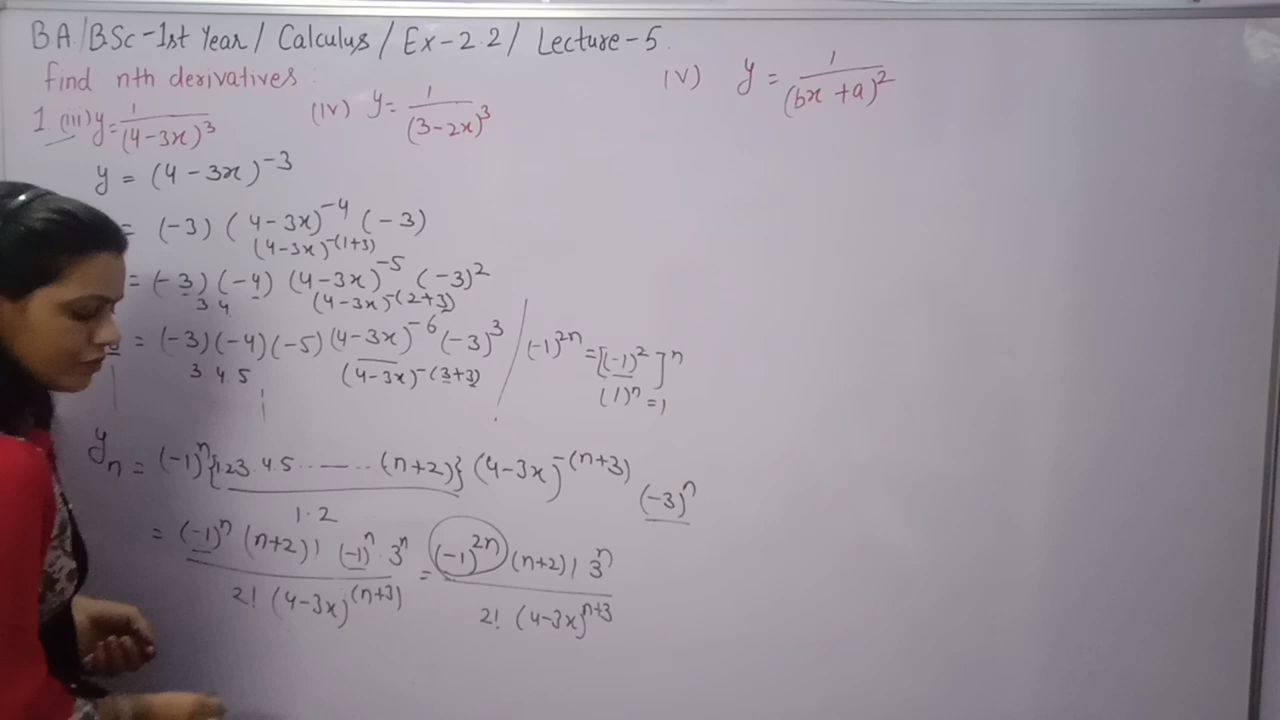 BA/BSc-1st Year / Calculus / Ex-2.2 / Lecture-5.
find nth derivatives :
1. (iii) y = 1/(4-3x)^3 (iv) y = 1/(3-2x)^3 (v) y = 1/(bx+a)^2
y = (4-3x)^-3
= (-3) (4-3x)^-4 (-3)
(4-3x)^-(1+3)
= (-3)(-4) (4-3x)^-5 (-3)^2
3.4 (4-3x)^-(2+3)
= (-3)(-4)(-5)(4-3x)^-6 (-3)^3 / (-1)^2n = [(-1)^2]^n
3.4.5 (4-3x)^-(3+3) (1)^n = 1
y_n = (-1)^n {1.2 3.4.5 ...—... (n+2)} (4-3x)^-(n+3) (-3)^n
1.2
= (-1)^n (n+2)! (-1)^n . 3^n / 2! (4-3x)^(n+3) = (-1)^2n (n+2)! 3^n / 2! (4-3x)^n+3